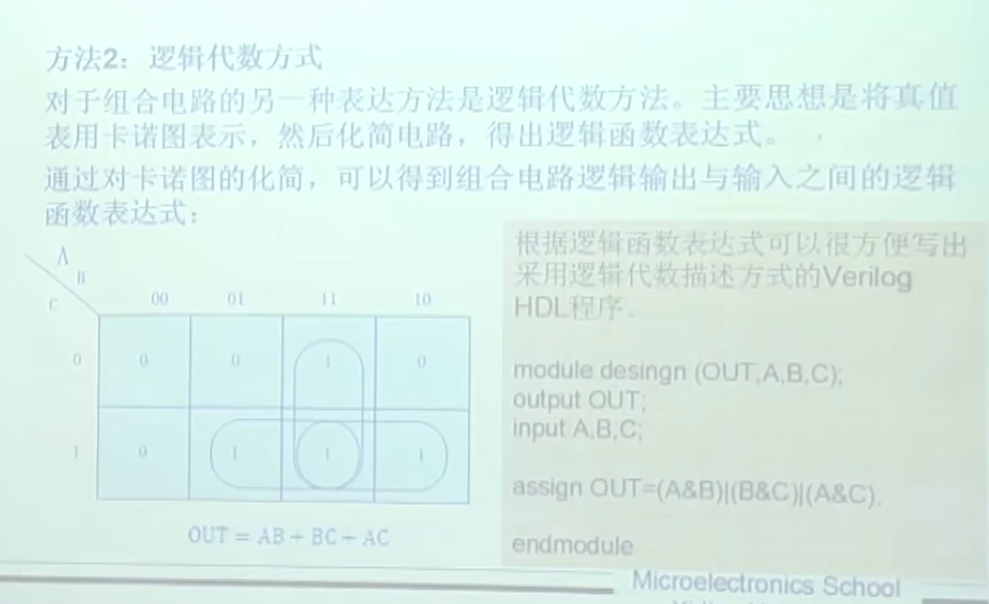 方法2：逻辑代数方式
对于组合电路的另一种表达方法是逻辑代数方法。主要思想是将真值
表用卡诺图表示，然后化简电路，得出逻辑函数表达式。
通过对卡诺图的化简，可以得到组合电路逻辑输出与输入之间的逻辑
函数表达式：
A
B
C
00 01 11 10
0 0 0 1 0
1 0 1 1 1
OUT = AB + BC + AC
根据逻辑函数表达式可以很方便写出
采用逻辑代数描述方式的Verilog
HDL程序。
module desingn (OUT,A,B,C);
output OUT;
input A,B,C;
assign OUT=(A&B)|(B&C)|(A&C);
endmodule
Microelectronics School